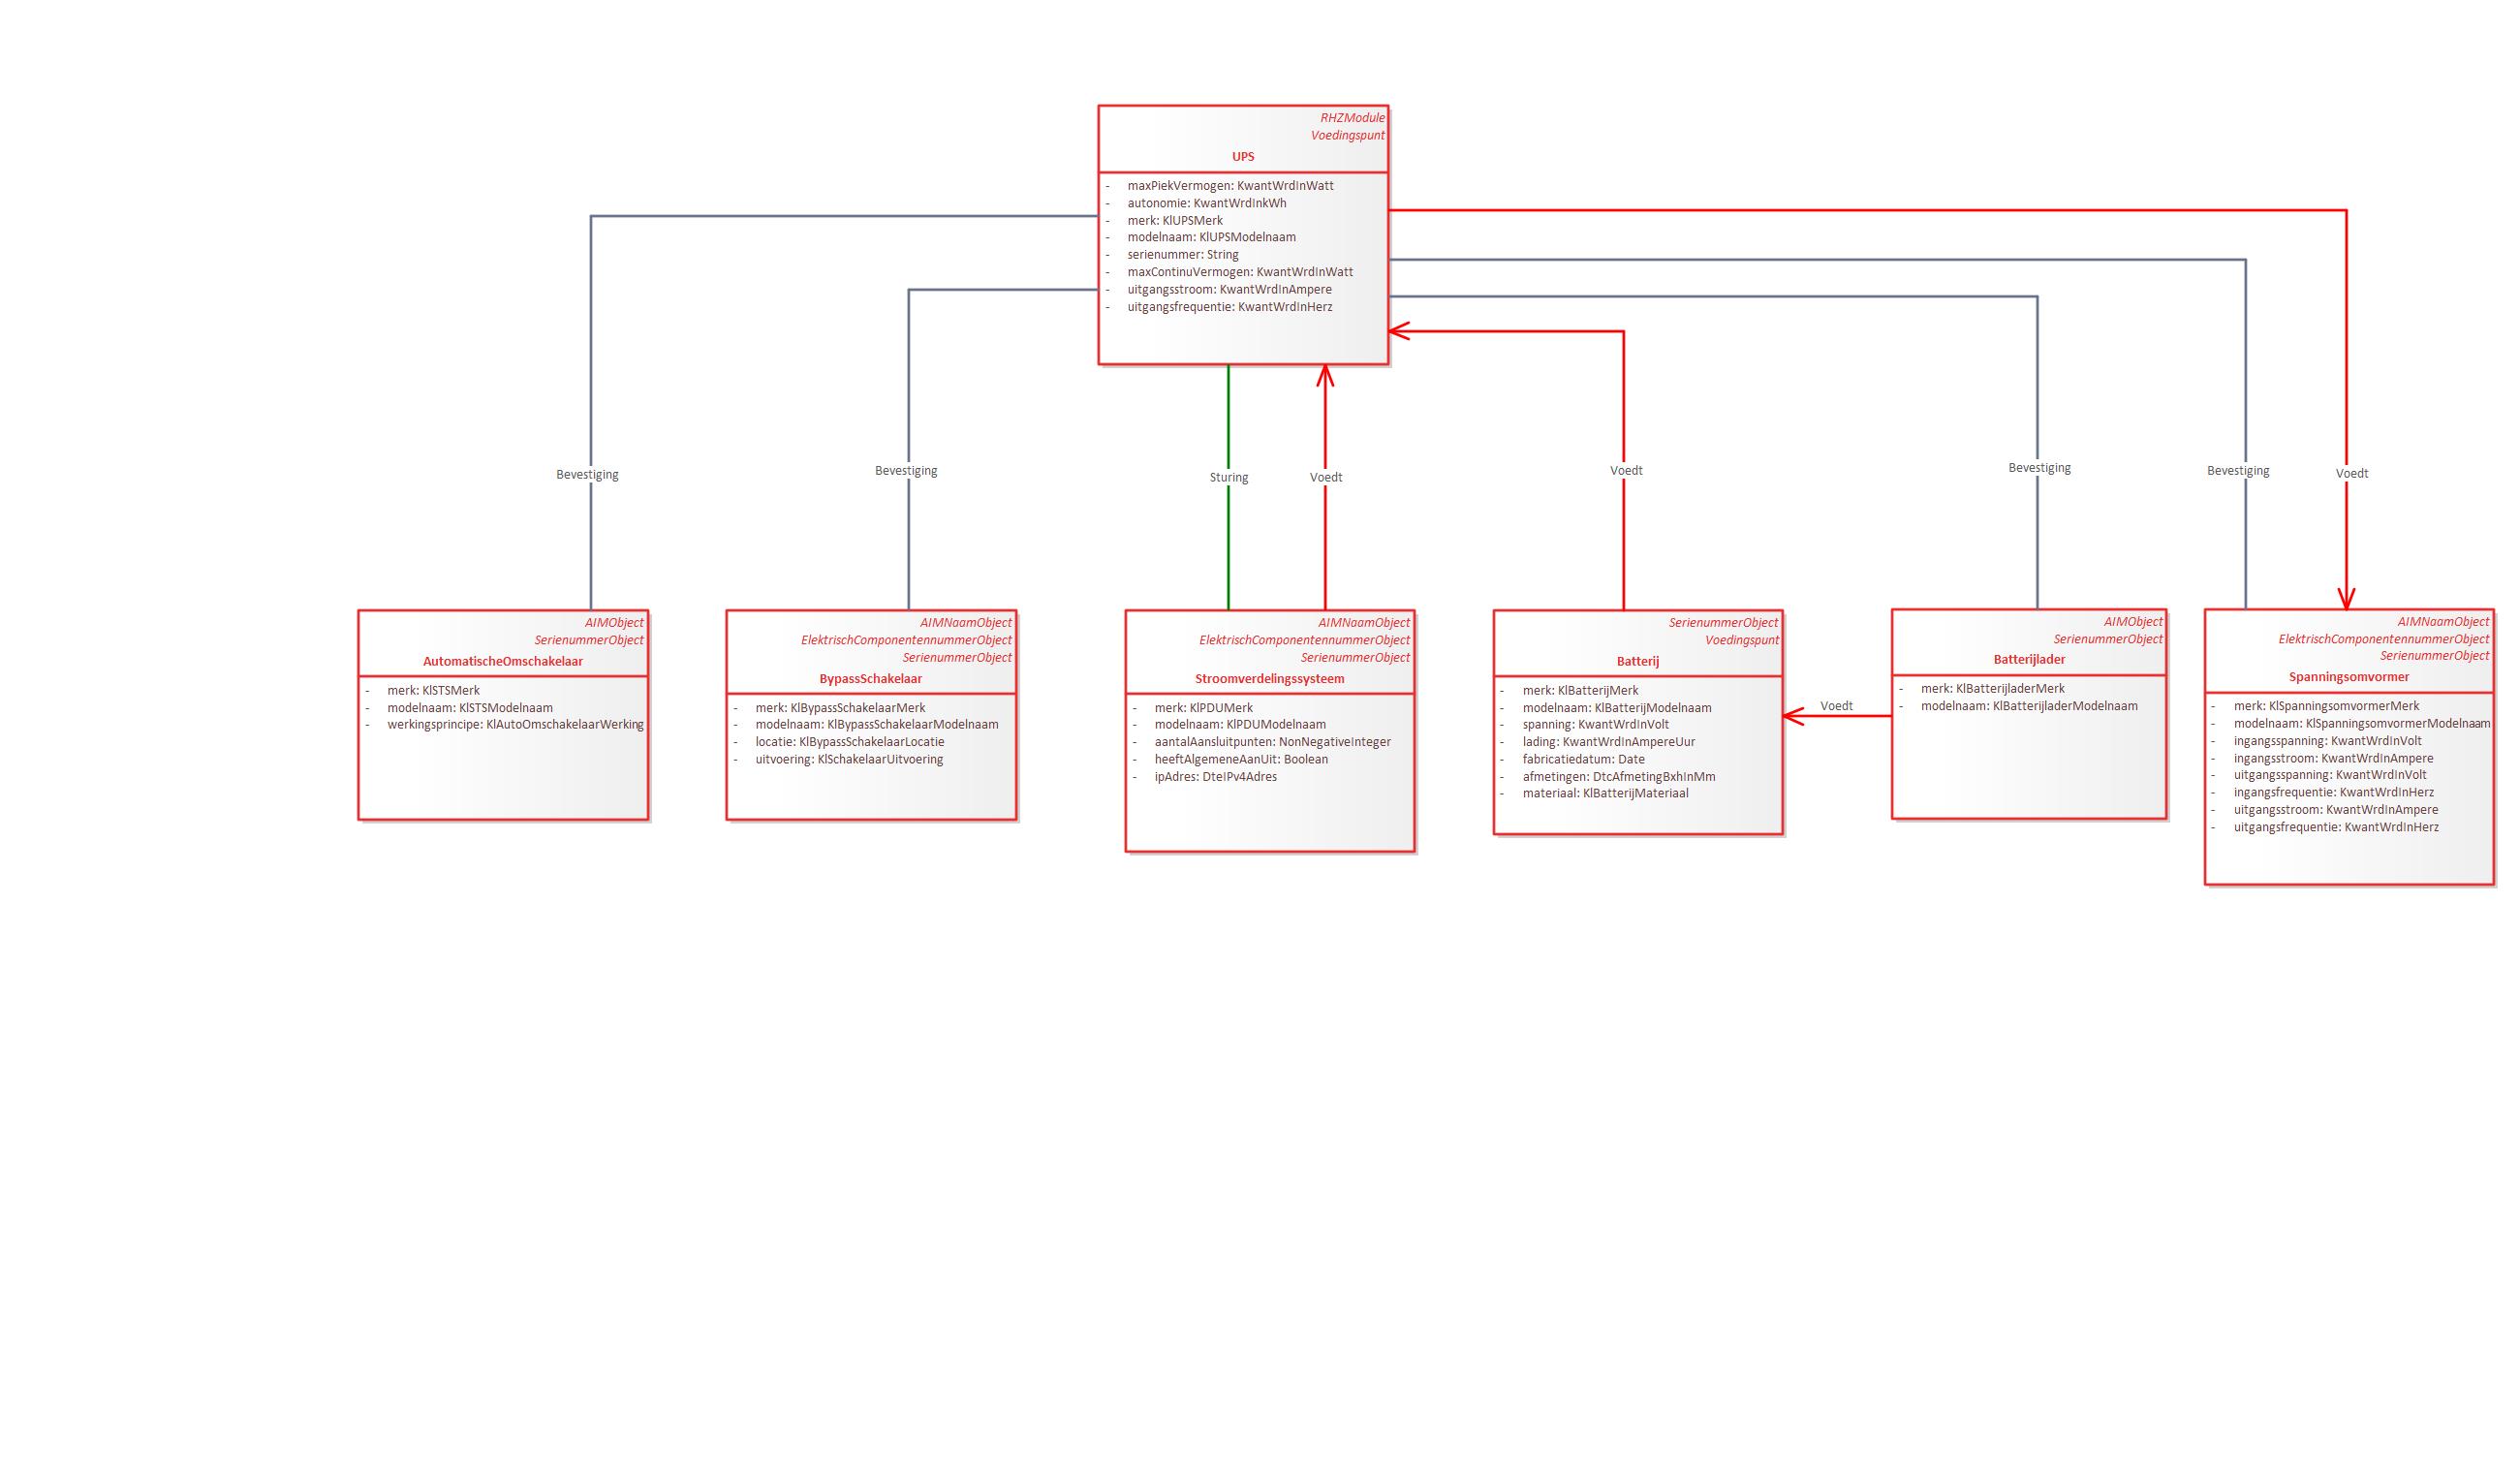 RHZModule
Voedingspunt
UPS
- maxPiekVermogen: KwantWrdInWatt
- autonomie: KwantWrdInkWh
- merk: KlUPSMerk
- modelnaam: KlUPSModelnaam
- serienummer: String
- maxContinuVermogen: KwantWrdInWatt
- uitgangsstroom: KwantWrdInAmpere
- uitgangsfrequentie: KwantWrdInHerz
Bevestiging
Bevestiging
Sturing
Voedt
Voedt
Bevestiging
Bevestiging
Voedt
AIMObject
SerienummerObject
AutomatischeOmschakelaar
- merk: KlSTSMerk
- modelnaam: KlSTSModelnaam
- werkingsprincipe: KlAutoOmschakelaarWerking
AIMNaamObject
ElektrischComponentennummerObject
SerienummerObject
BypassSchakelaar
- merk: KlBypassSchakelaarMerk
- modelnaam: KlBypassSchakelaarModelnaam
- locatie: KlBypassSchakelaarLocatie
- uitvoering: KlSchakelaarUitvoering
AIMNaamObject
ElektrischComponentennummerObject
SerienummerObject
Stroomverdelingssysteem
- merk: KlPDUMerk
- modelnaam: KlPDUModelnaam
- aantalAansluitpunten: NonNegativeInteger
- heeftAlgemeneAanUit: Boolean
- ipAdres: DteIPv4Adres
SerienummerObject
Voedingspunt
Batterij
- merk: KlBatterijMerk
- modelnaam: KlBatterijModelnaam
- spanning: KwantWrdInVolt
- lading: KwantWrdInAmpereUur
- fabricatiedatum: Date
- afmetingen: DtcAfmetingBxhInMm
- materiaal: KlBatterijMateriaal
Voedt
AIMObject
SerienummerObject
Batterijlader
- merk: KlBatterijladerMerk
- modelnaam: KlBatterijladerModelnaam
AIMNaamObject
ElektrischComponentennummerObject
SerienummerObject
Spanningsomvormer
- merk: KlSpanningsomvormerMerk
- modelnaam: KlSpanningsomvormerModelnaam
- ingangsspanning: KwantWrdInVolt
- ingangsstroom: KwantWrdInAmpere
- uitgangsspanning: KwantWrdInVolt
- ingangsfrequentie: KwantWrdInHerz
- uitgangsstroom: KwantWrdInAmpere
- uitgangsfrequentie: KwantWrdInHerz